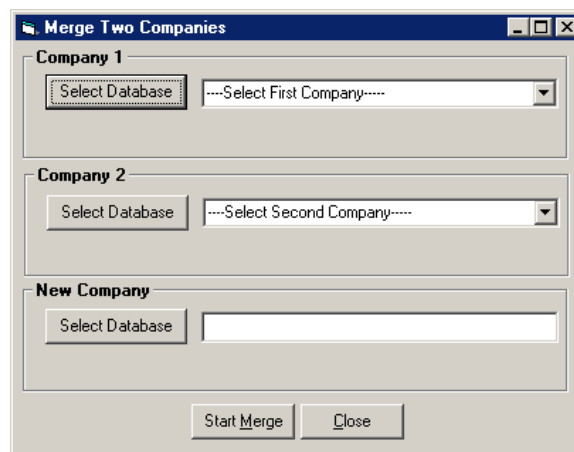 Merge Two Companies
Company 1
Select Database ----Select First Company-----
Company 2
Select Database ----Select Second Company-----
New Company
Select Database
Start Merge Close